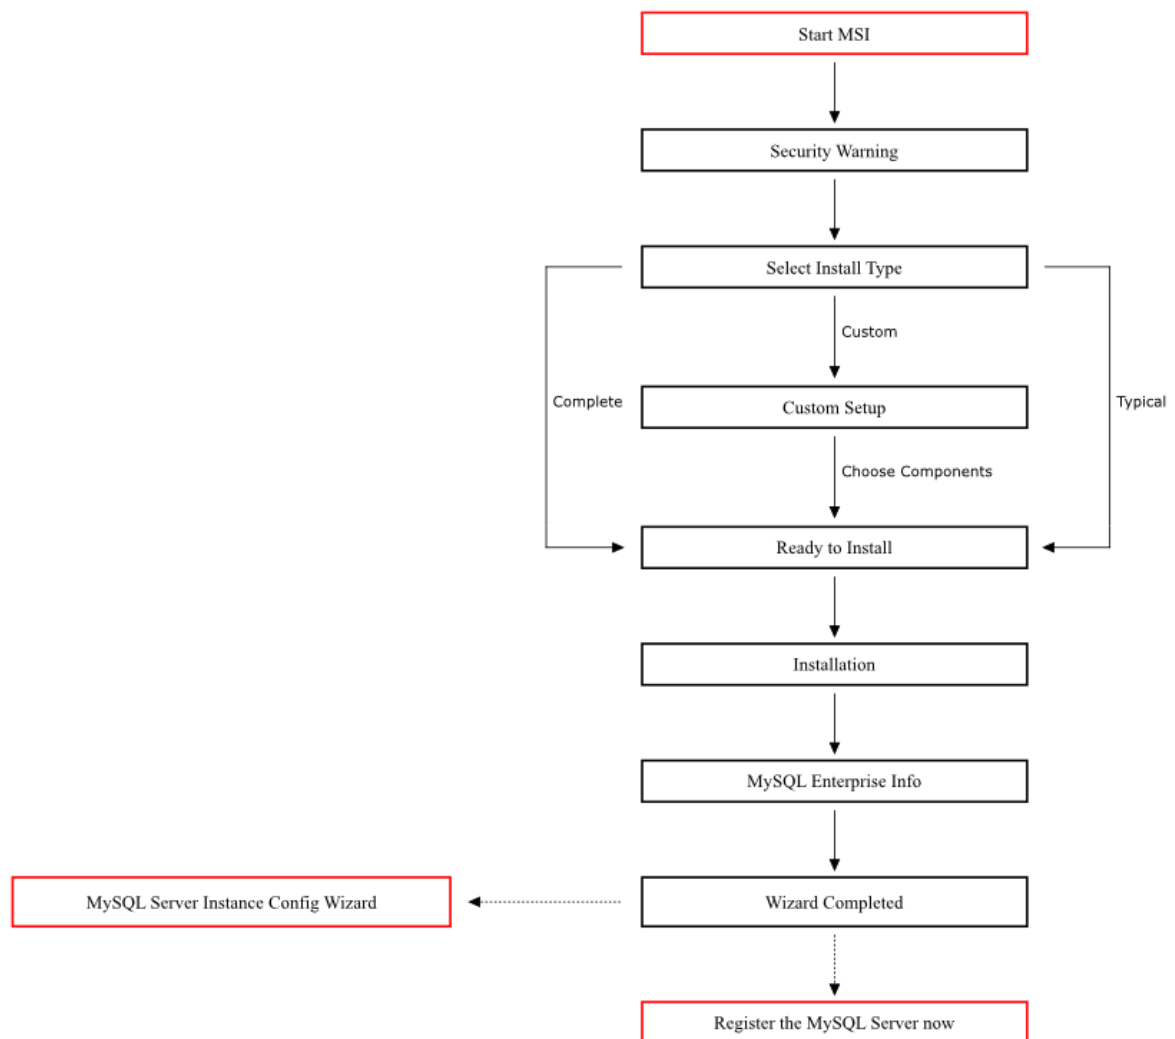 Start MSI
Security Warning
Select Install Type
Custom
Complete
Custom Setup
Typical
Choose Components
Ready to Install
Installation
MySQL Enterprise Info
MySQL Server Instance Config Wizard
Wizard Completed
Register the MySQL Server now